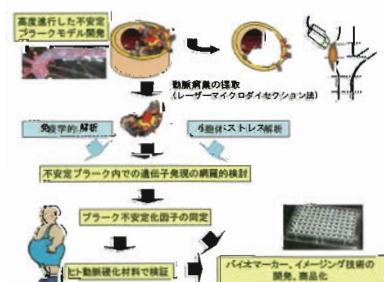 高度進行した不安定
プラークモデル開発
動脈病巣の採取
(レーザーマイクロダイセクション法)
免疫学的解析
小胞体ストレス解析
不安定プラーク内での遺伝子発現の網羅的検討
プラーク不安定化因子の同定
ヒト動脈硬化材料で検証
バイオマーカー、イメージング技術の
開発、商品化